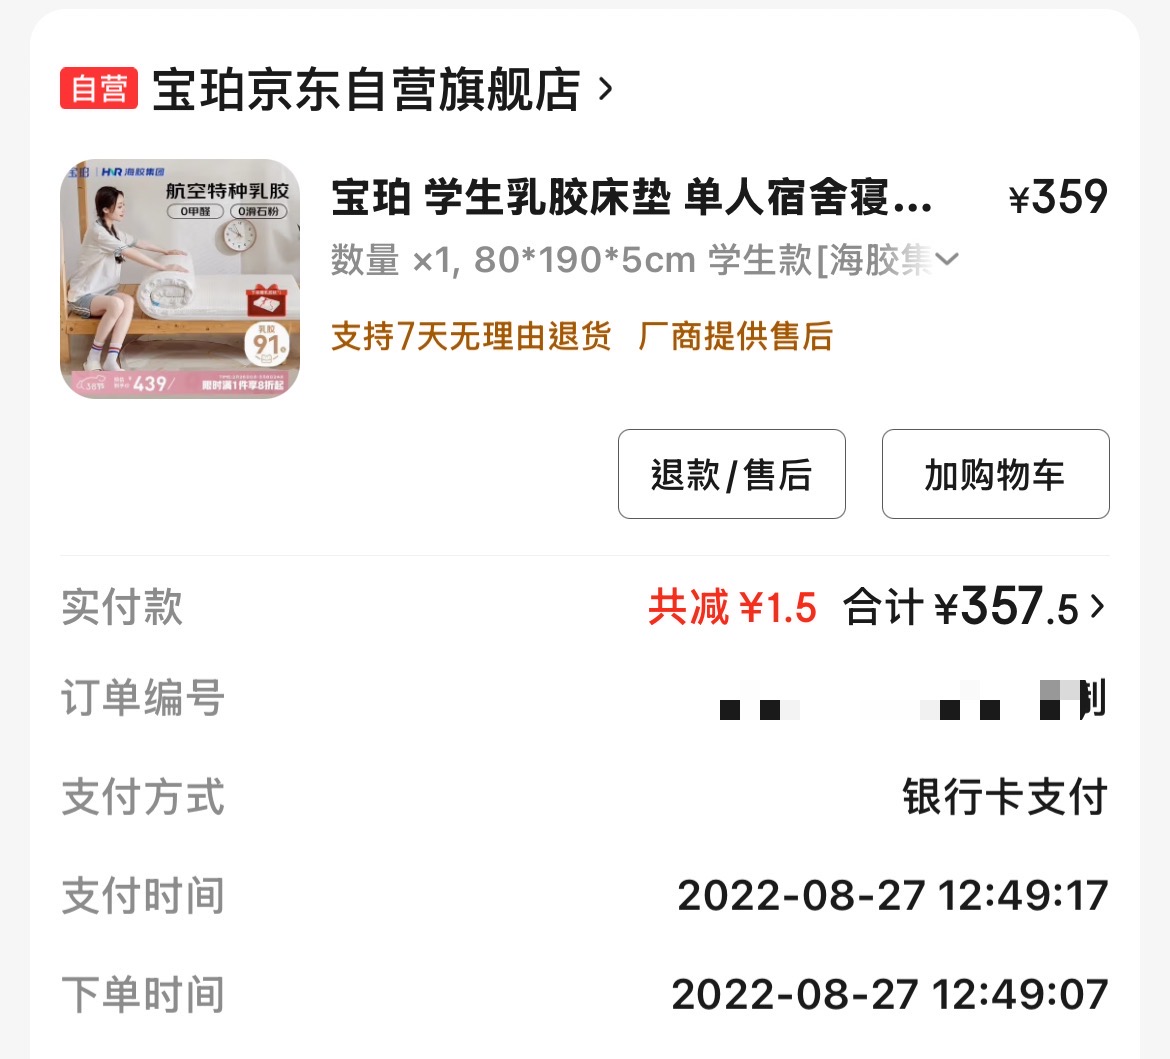 自营 宝珀京东自营旗舰店
宝珀 HNR 海胶集团
航空特种乳胶
0甲醛 0滑石粉
乳胶
91
439/
限时满1件享8折起
宝珀 学生乳胶床垫 单人宿舍寝... ¥359
数量 ×1, 80*190*5cm 学生款[海胶集
支持7天无理由退货 厂商提供售后
退款/售后 加购物车
实付款 共减 ¥1.5 合计 ¥357.5
订单编号
支付方式 银行卡支付
支付时间 2022-08-27 12:49:17
下单时间 2022-08-27 12:49:07